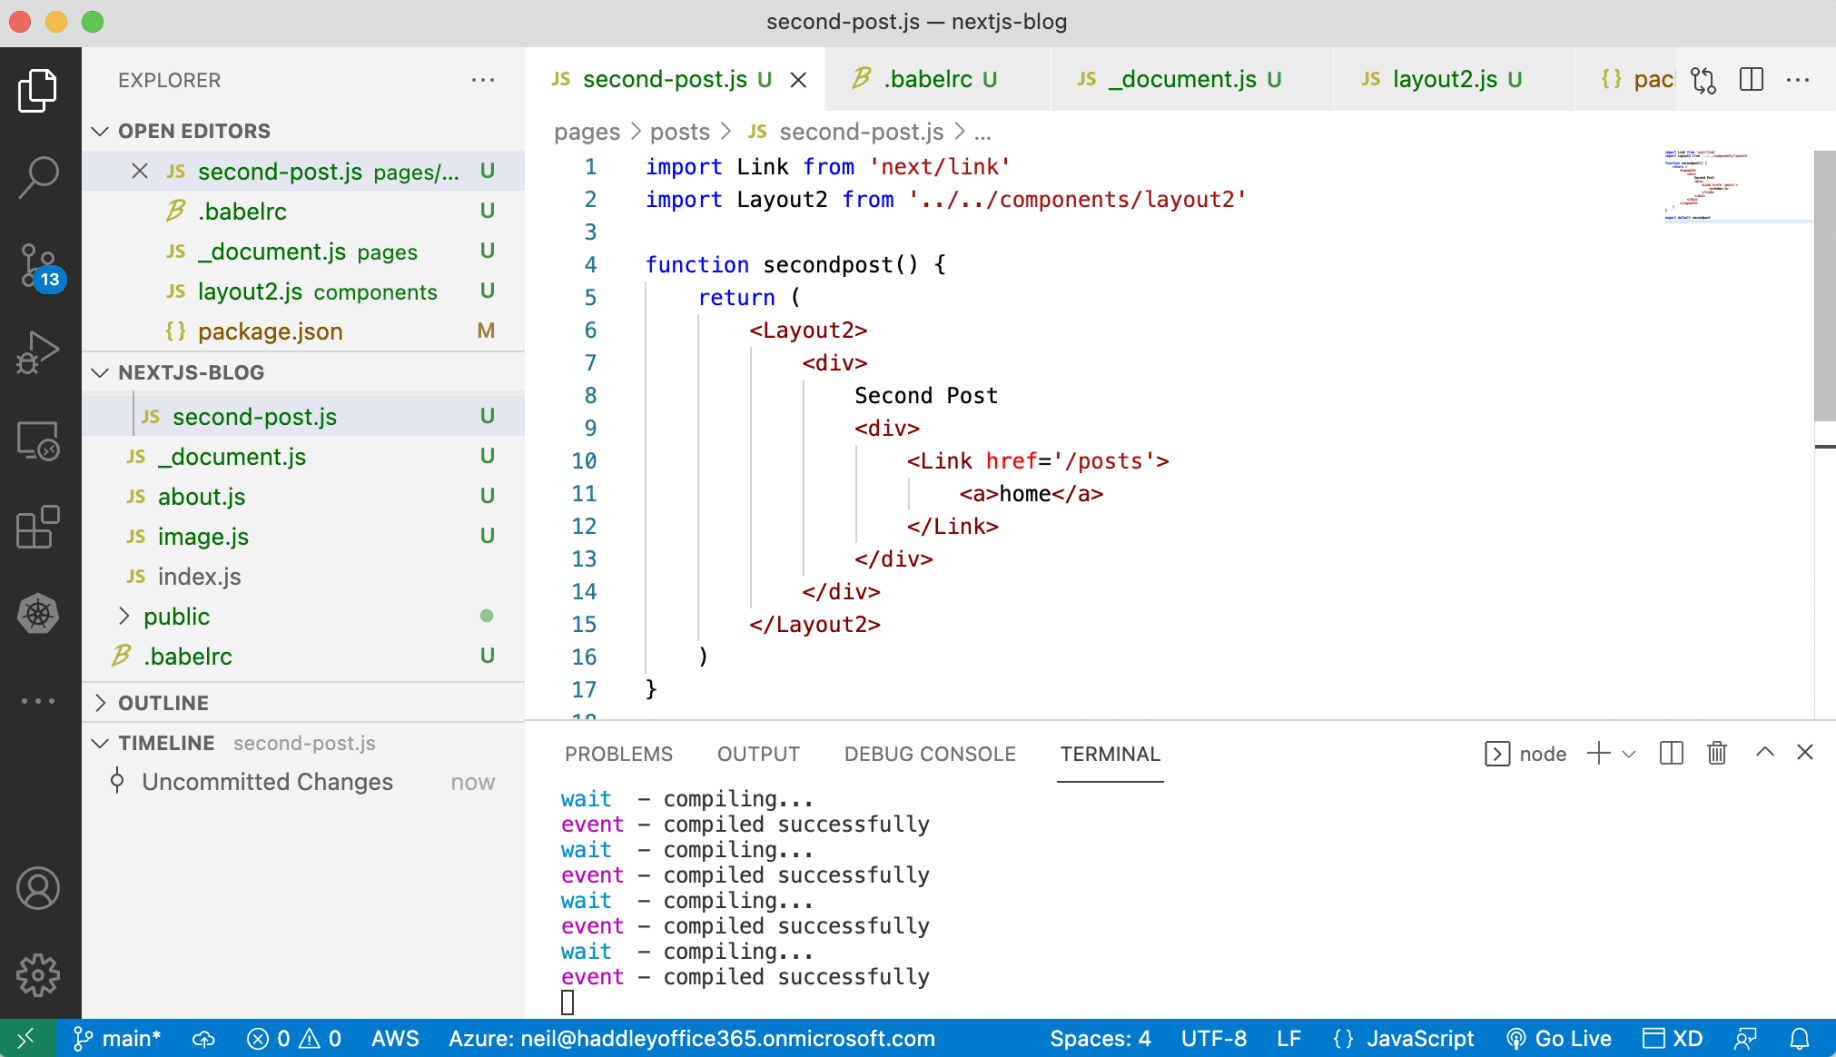 second-post.js — nextjs-blog
EXPLORER
JS second-post.js U
.babelrc U
JS _document.js U
JS layout2.js U
{} pac
pages > posts > JS second-post.js > ...
OPEN EDITORS
JS second-post.js pages/... U
.babelrc U
JS _document.js pages U
JS layout2.js components U
{} package.json M
NEXTJS-BLOG
JS second-post.js U
JS _document.js U
JS about.js U
JS image.js U
JS index.js
public
.babelrc U
OUTLINE
TIMELINE second-post.js
Uncommitted Changes now
13
1 import Link from 'next/link'
2 import Layout2 from '../../components/layout2'
3
4 function secondpost() {
5 return (
6 <Layout2>
7 <div>
8 Second Post
9 <div>
10 <Link href='/posts'>
11 <a>home</a>
12 </Link>
13 </div>
14 </div>
15 </Layout2>
16 )
17 }
18
PROBLEMS OUTPUT DEBUG CONSOLE TERMINAL
node
wait - compiling...
event - compiled successfully
wait - compiling...
event - compiled successfully
wait - compiling...
event - compiled successfully
wait - compiling...
event - compiled successfully
main* 0 0 AWS Azure: neil@haddleyoffice365.onmicrosoft.com Spaces: 4 UTF-8 LF {} JavaScript Go Live XD